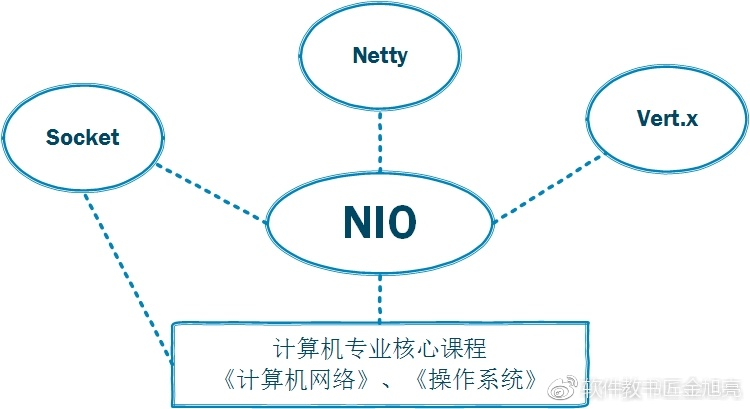 Netty
Vert.x
Socket
NIO
计算机专业核心课程
《计算机网络》、《操作系统》
软件教书匠金旭亮